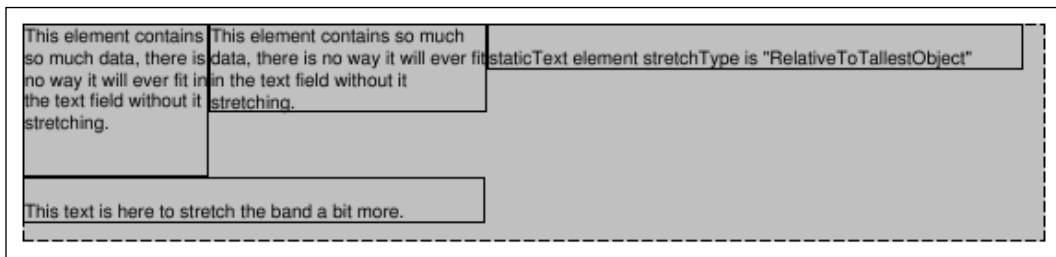 This element contains
so much data, there is
no way it will ever fit in
the text field without it
stretching.
This element contains so much
data, there is no way it will ever fit
in the text field without it
stretching.
staticText element stretchType is "RelativeToTallestObject"
This text is here to stretch the band a bit more.